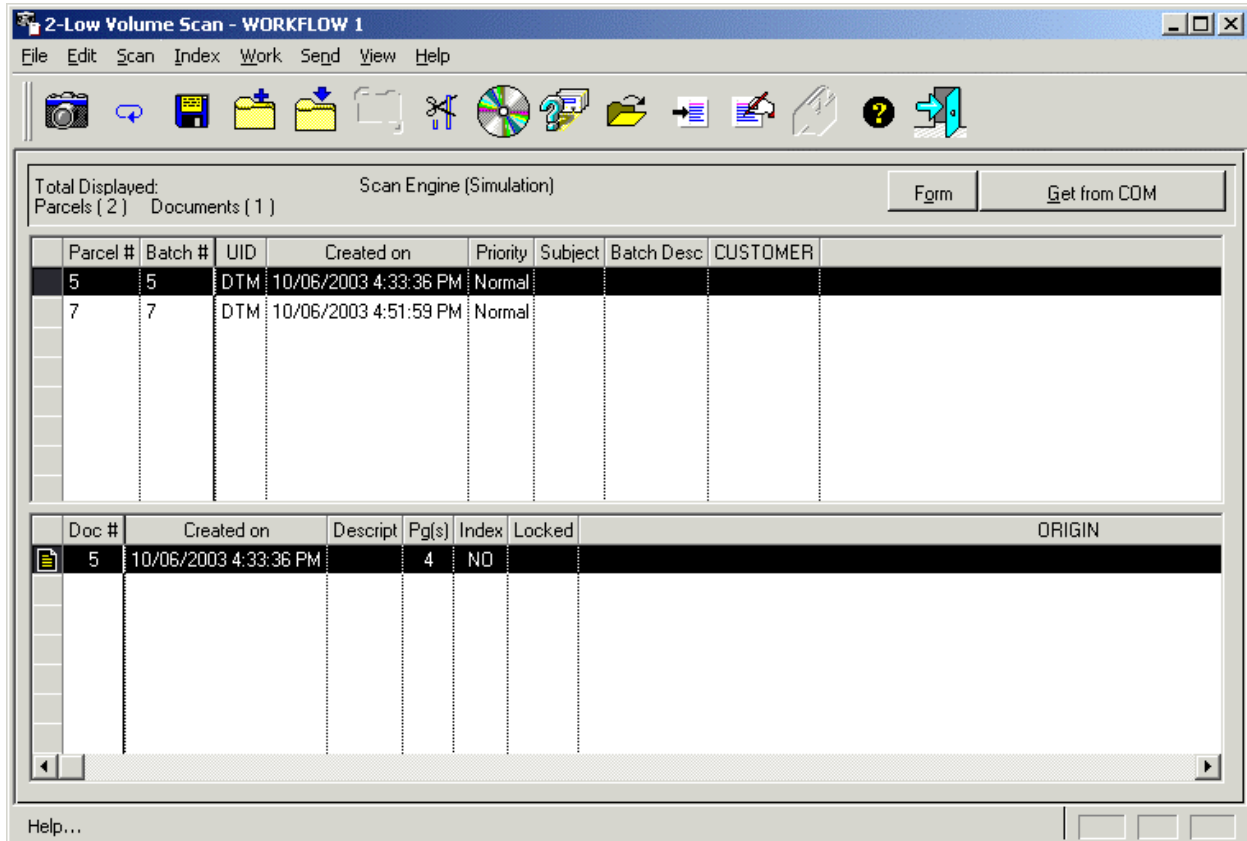 2-Low Volume Scan - WORKFLOW 1
File Edit Scan Index Work Send View Help
Total Displayed: Scan Engine (Simulation)
Parcels ( 2 ) Documents ( 1 ) Form Get from COM
Parcel # Batch # UID Created on Priority Subject Batch Desc CUSTOMER
5 5 DTM 10/06/2003 4:33:36 PM Normal
7 7 DTM 10/06/2003 4:51:59 PM Normal
Doc # Created on Descript Pg(s) Index Locked ORIGIN
5 10/06/2003 4:33:36 PM 4 NO
Help...